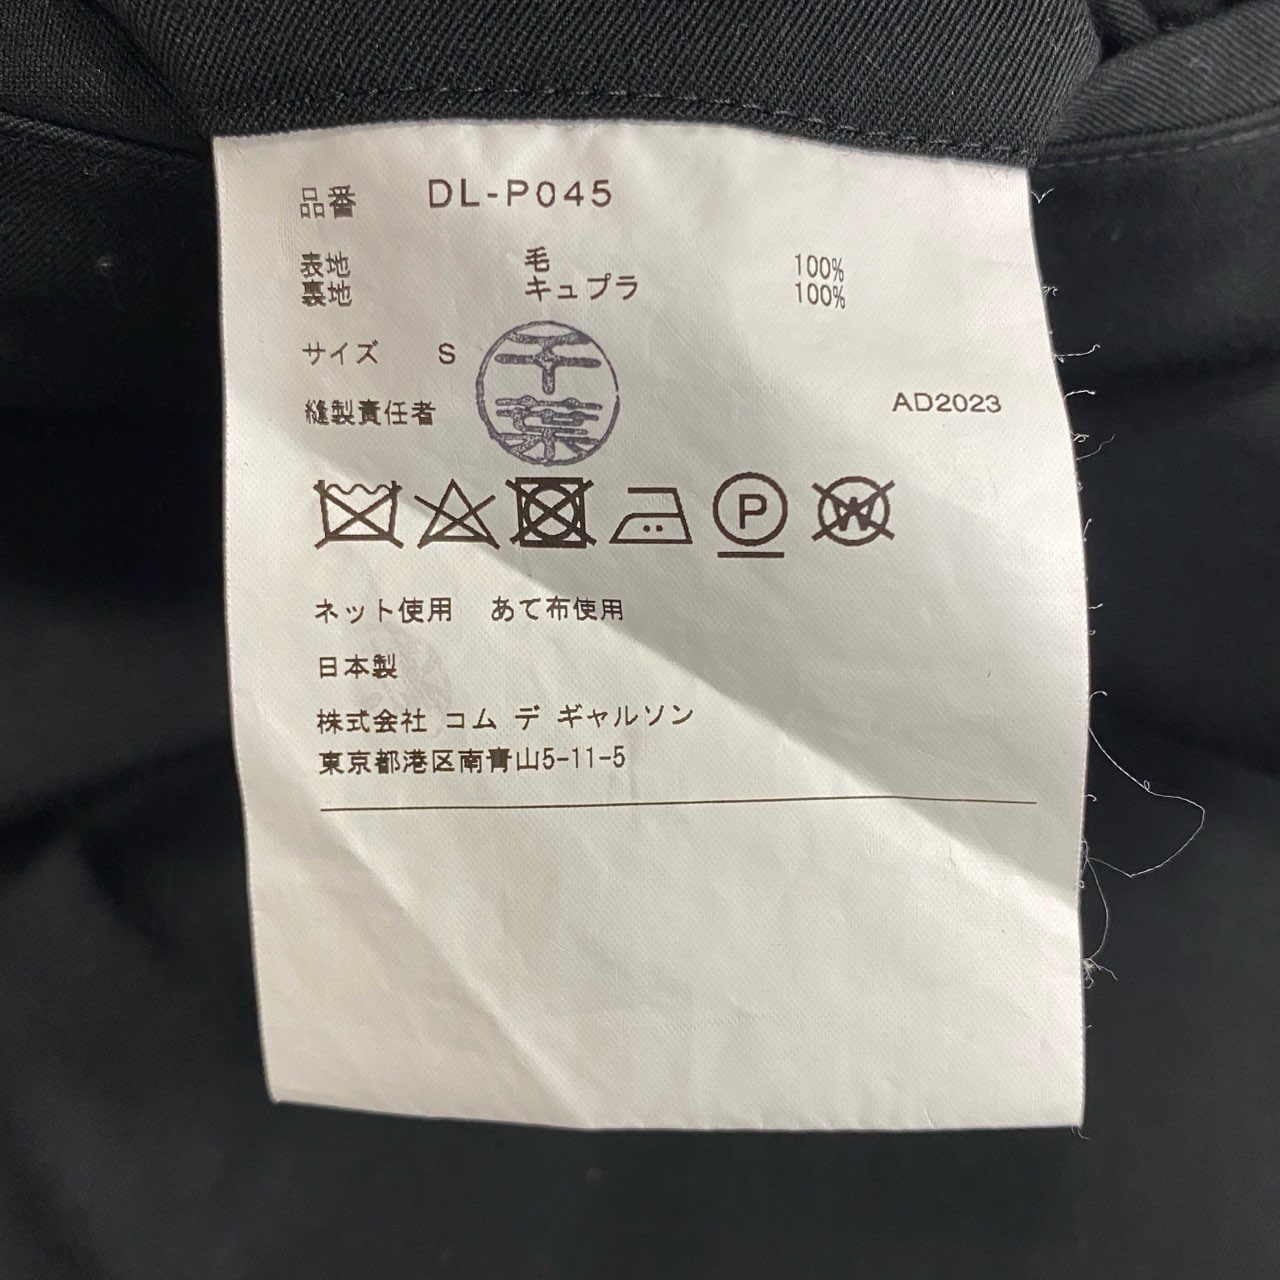 品番 DL-P045
表地 毛 100%
裏地 キュプラ 100%
サイズ S
千葉
縫製責任者 AD2023
P W
ネット使用 あて布使用
日本製
株式会社 コム デ ギャルソン
東京都港区南青山5-11-5